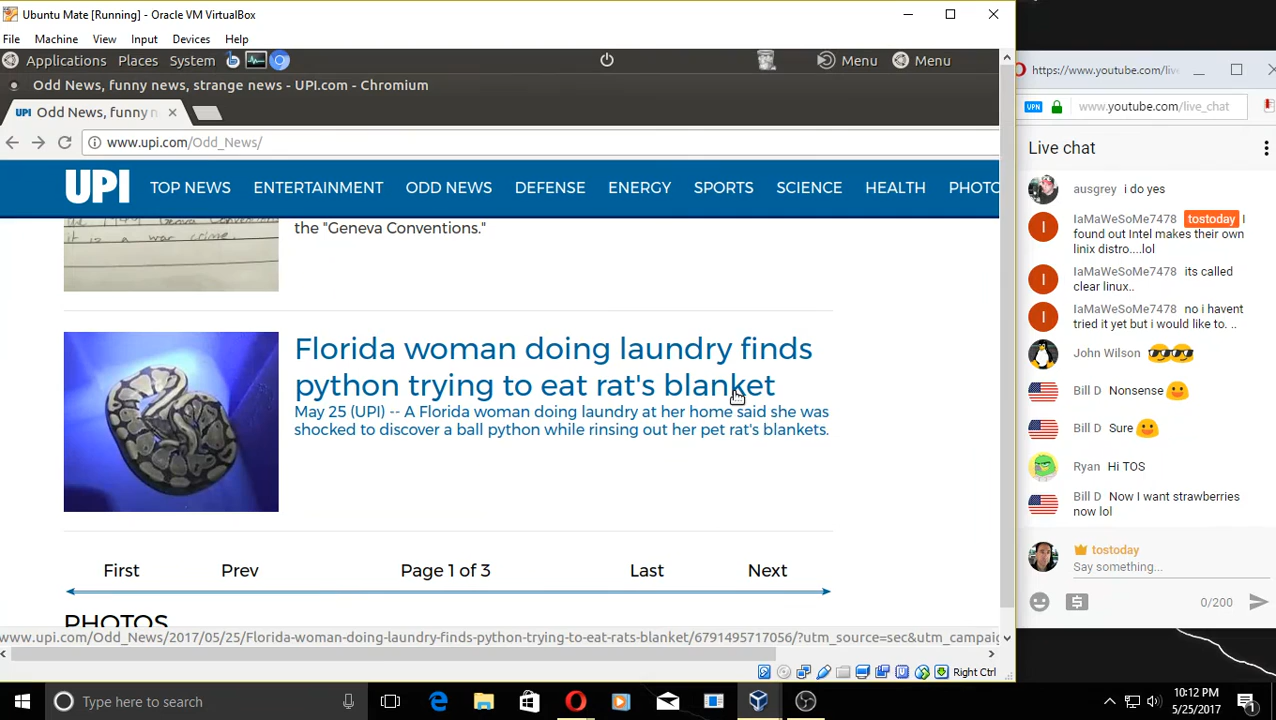 Ubuntu Mate [Running] - Oracle VM VirtualBox
File Machine View Input Devices Help
Applications Places System Menu Menu
Odd News, funny news, strange news - UPI.com - Chromium
UPI Odd News, funny n
www.upi.com/Odd_News/
UPI TOP NEWS ENTERTAINMENT ODD NEWS DEFENSE ENERGY SPORTS SCIENCE HEALTH PHOTO
the "Geneva Conventions."
it is a war crime.
Florida woman doing laundry finds
python trying to eat rat's blanket
May 25 (UPI) -- A Florida woman doing laundry at her home said she was
shocked to discover a ball python while rinsing out her pet rat's blankets.
First Prev Page 1 of 3 Last Next
PHOTOS
www.upi.com/Odd_News/2017/05/25/Florida-woman-doing-laundry-finds-python-trying-to-eat-rats-blanket/6791495717056/?utm_source=sec&utm_campaig
Right Ctrl
https://www.youtube.com/liv
VPN www.youtube.com/live_chat
Live chat
ausgrey i do yes
IaMaWeSoMe7478 tostoday I
found out Intel makes their own
linix distro....lol
IaMaWeSoMe7478 its called
clear linux..
IaMaWeSoMe7478 no i havent
tried it yet but i would like to. ..
John Wilson 😎😎
Bill D Nonsense
Bill D Sure
Ryan Hi TOS
Bill D Now I want strawberries
now lol
tostoday
Say something...
0/200
Type here to search
10:12 PM
5/25/2017
1